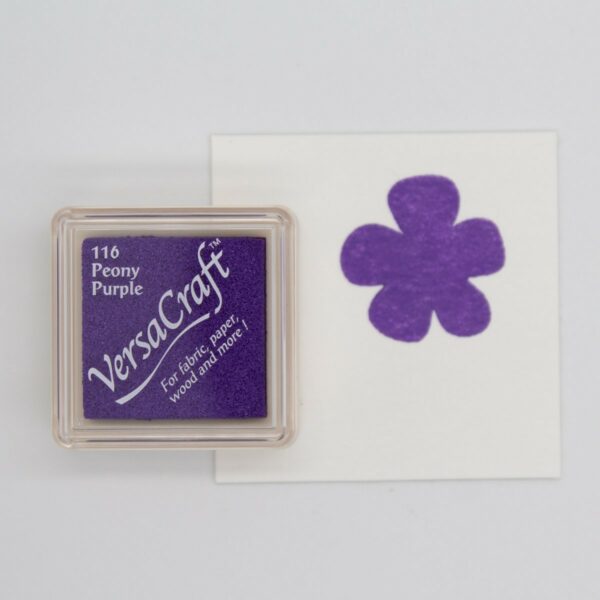 116
Peony
Purple
VersaCraft™
For fabric, paper,
wood and more !